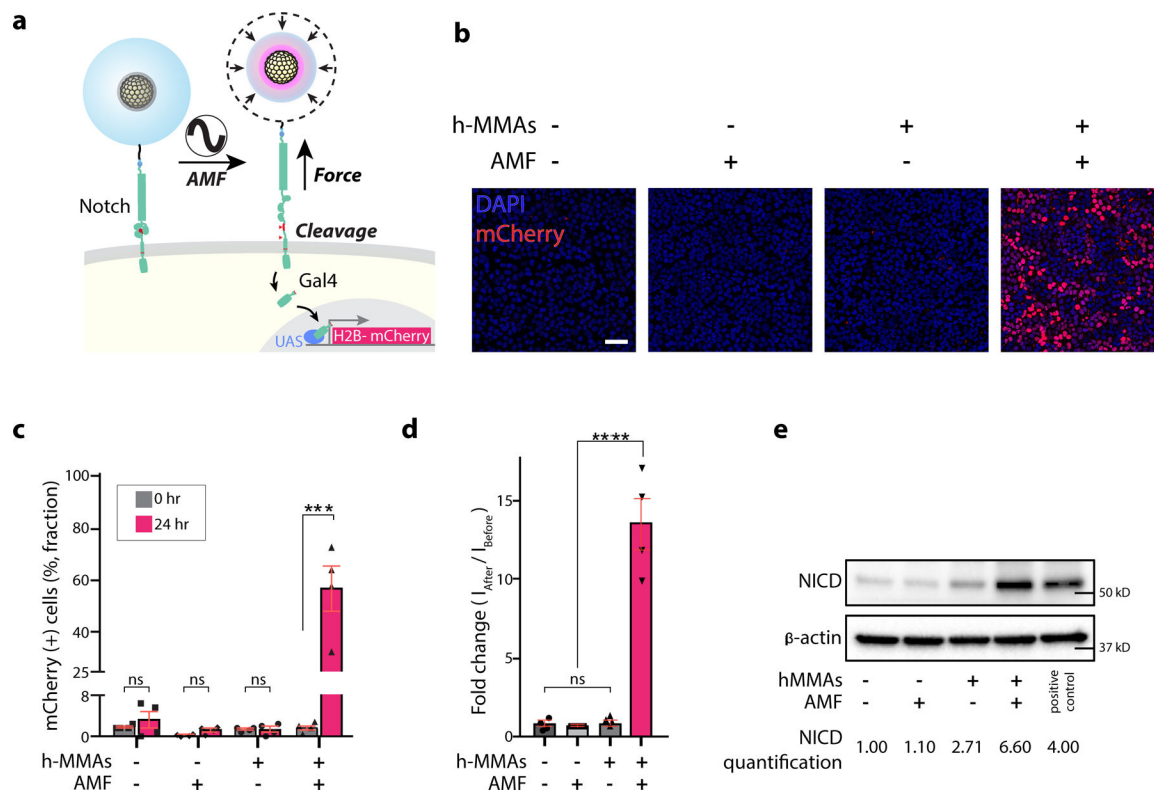 a
AMF
Notch
Force
Cleavage
Gal4
UAS
H2B- mCherry
b
h-MMAs - - + +
AMF - + - +
DAPI
mCherry
c
mCherry (+) cells (%, fraction)
100
80
60
40
25
8
0
0 hr
24 hr
ns
ns
ns
***
h-MMAs - - + +
AMF - + - +
d
Fold change ( I After / I Before )
15
10
5
0
****
ns
h-MMAs - - + +
AMF - + - +
e
NICD
50 kD
β-actin
37 kD
hMMAs - - + +
AMF - + - +
positive
control
NICD
quantification
1.00 1.10 2.71 6.60 4.00